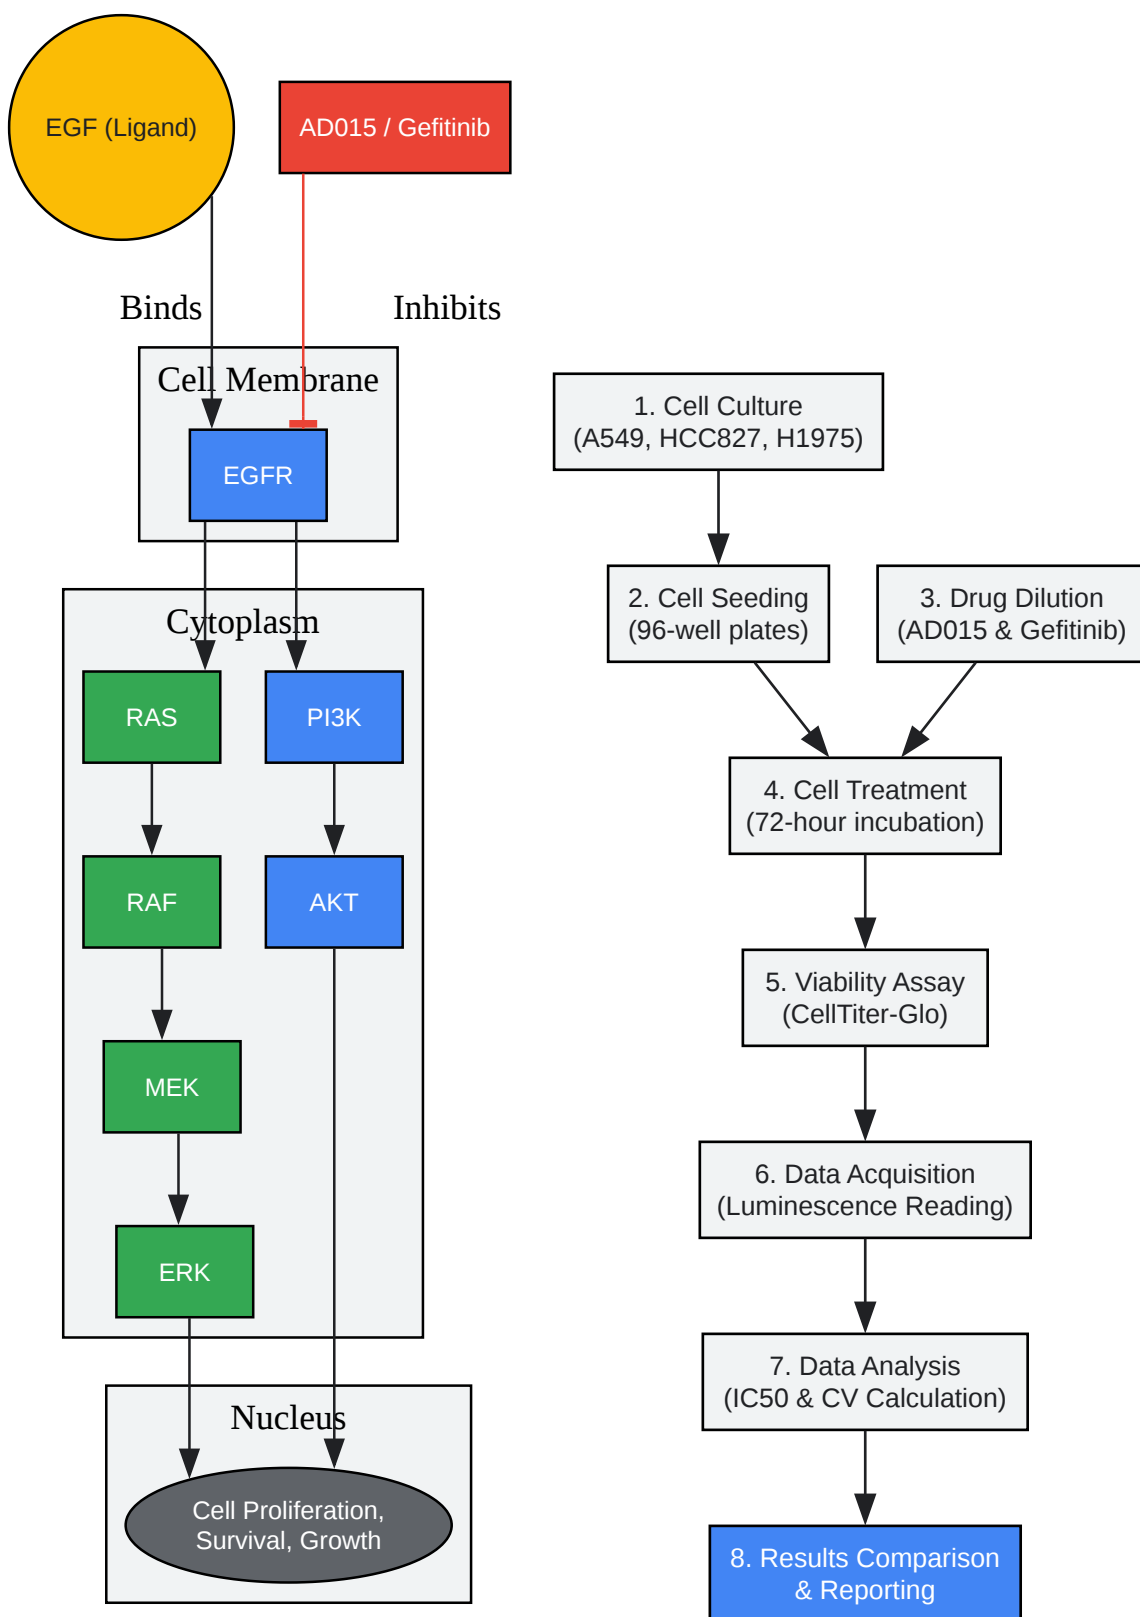 EGF (Ligand)
AD015 / Gefitinib
Binds
Inhibits
Cell Membrane
EGFR
Cytoplasm
RAS
PI3K
RAF
AKT
MEK
ERK
Nucleus
Cell Proliferation,
Survival, Growth
1. Cell Culture
(A549, HCC827, H1975)
2. Cell Seeding
(96-well plates)
3. Drug Dilution
(AD015 & Gefitinib)
4. Cell Treatment
(72-hour incubation)
5. Viability Assay
(CellTiter-Glo)
6. Data Acquisition
(Luminescence Reading)
7. Data Analysis
(IC50 & CV Calculation)
8. Results Comparison
& Reporting